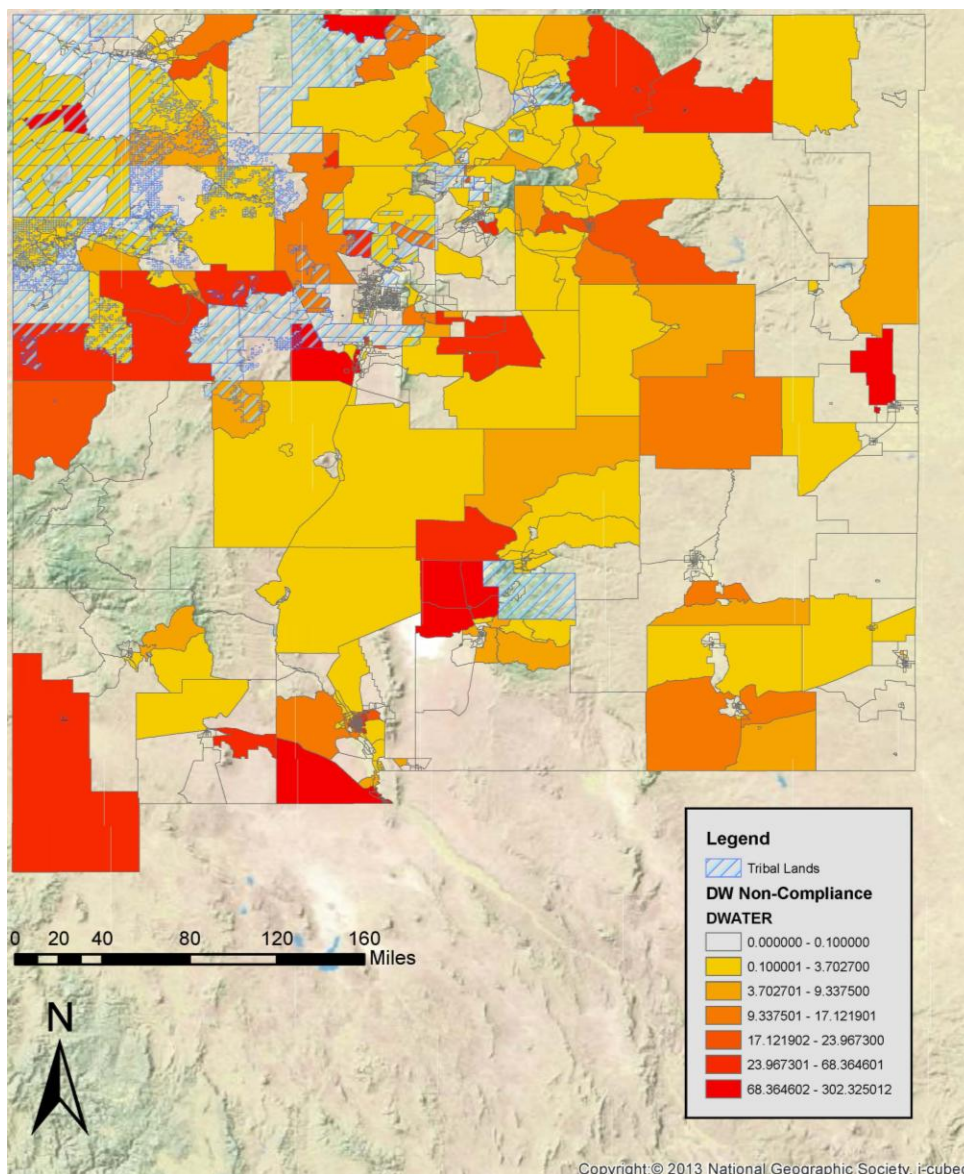 0 20 40 80 120 160
Miles
N
Legend
Tribal Lands
DW Non-Compliance
DWATER
0.000000 - 0.100000
0.100001 - 3.702700
3.702701 - 9.337500
9.337501 - 17.121901
17.121902 - 23.967300
23.967301 - 68.364601
68.364602 - 302.325012
Copyright:© 2013 National Geographic Society, i-cubed